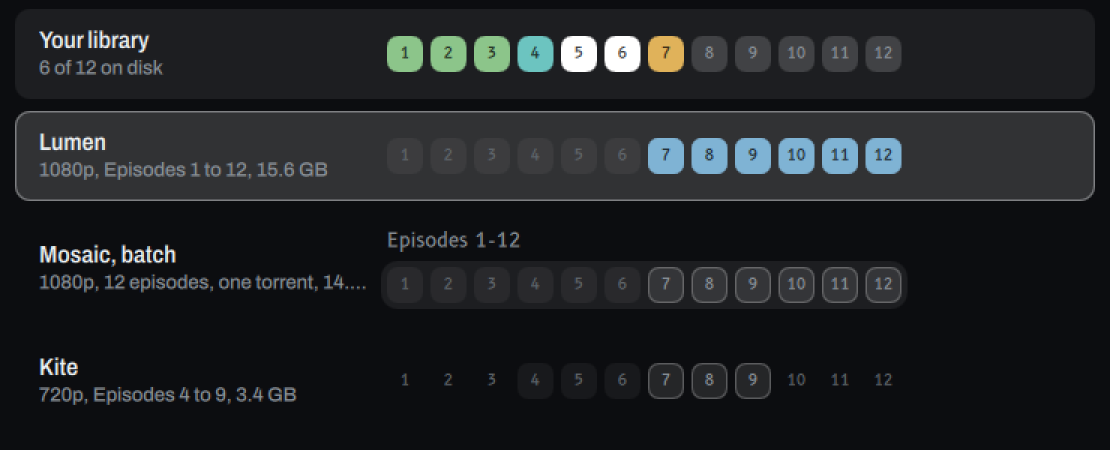 Your library
6 of 12 on disk
1 2 3 4 5 6 7 8 9 10 11 12
Lumen
1080p, Episodes 1 to 12, 15.6 GB
1 2 3 4 5 6 7 8 9 10 11 12
Mosaic, batch
1080p, 12 episodes, one torrent, 14....
Episodes 1-12
1 2 3 4 5 6 7 8 9 10 11 12
Kite
720p, Episodes 4 to 9, 3.4 GB
1 2 3 4 5 6 7 8 9 10 11 12